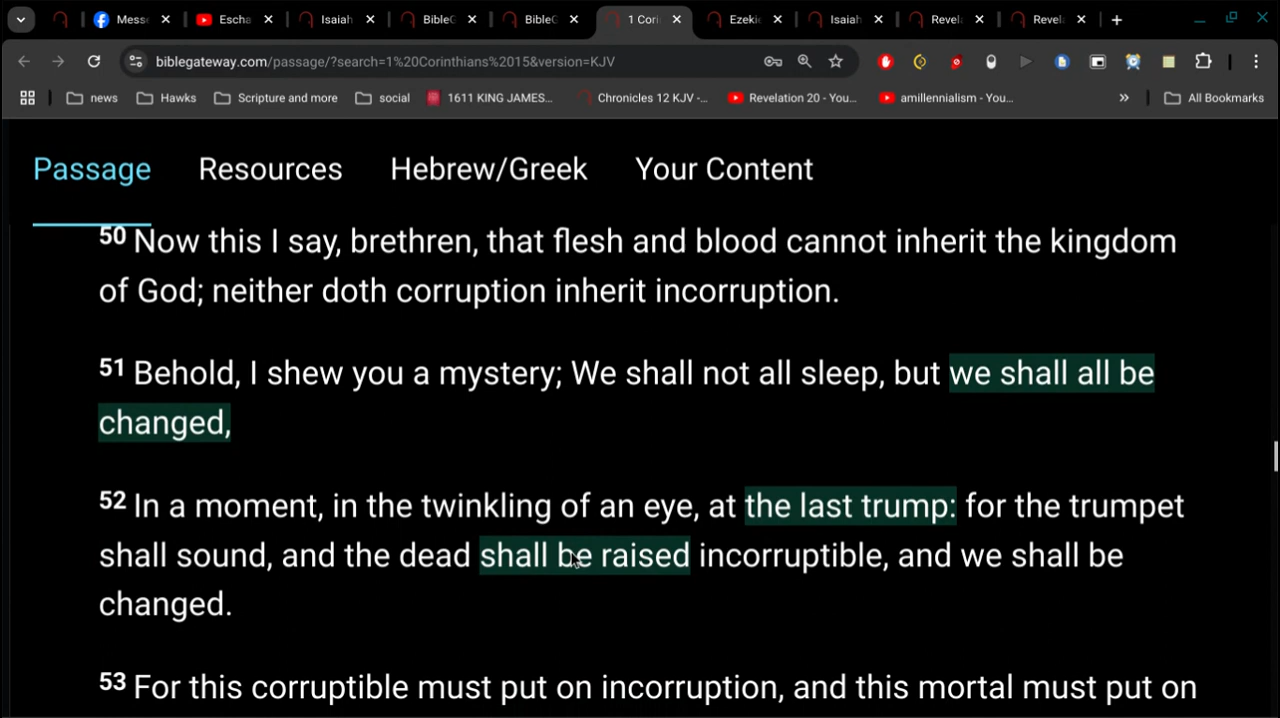 Mess
Escha
Isaiah
BibleG
BibleG
1 Cori
Ezekie
Isaiah
Revela
Revela
biblegateway.com/passage/?search=1%20Corinthians%2015&version=KJV
news
Hawks
Scripture and more
social
1611 KING JAMES...
Chronicles 12 KJV -...
Revelation 20 - You...
amillennialism - You...
» All Bookmarks
Passage Resources Hebrew/Greek Your Content
50 Now this I say, brethren, that flesh and blood cannot inherit the kingdom
of God; neither doth corruption inherit incorruption.
51 Behold, I shew you a mystery; We shall not all sleep, but we shall all be
changed,
52 In a moment, in the twinkling of an eye, at the last trump: for the trumpet
shall sound, and the dead shall be raised incorruptible, and we shall be
changed.
53 For this corruptible must put on incorruption, and this mortal must put on